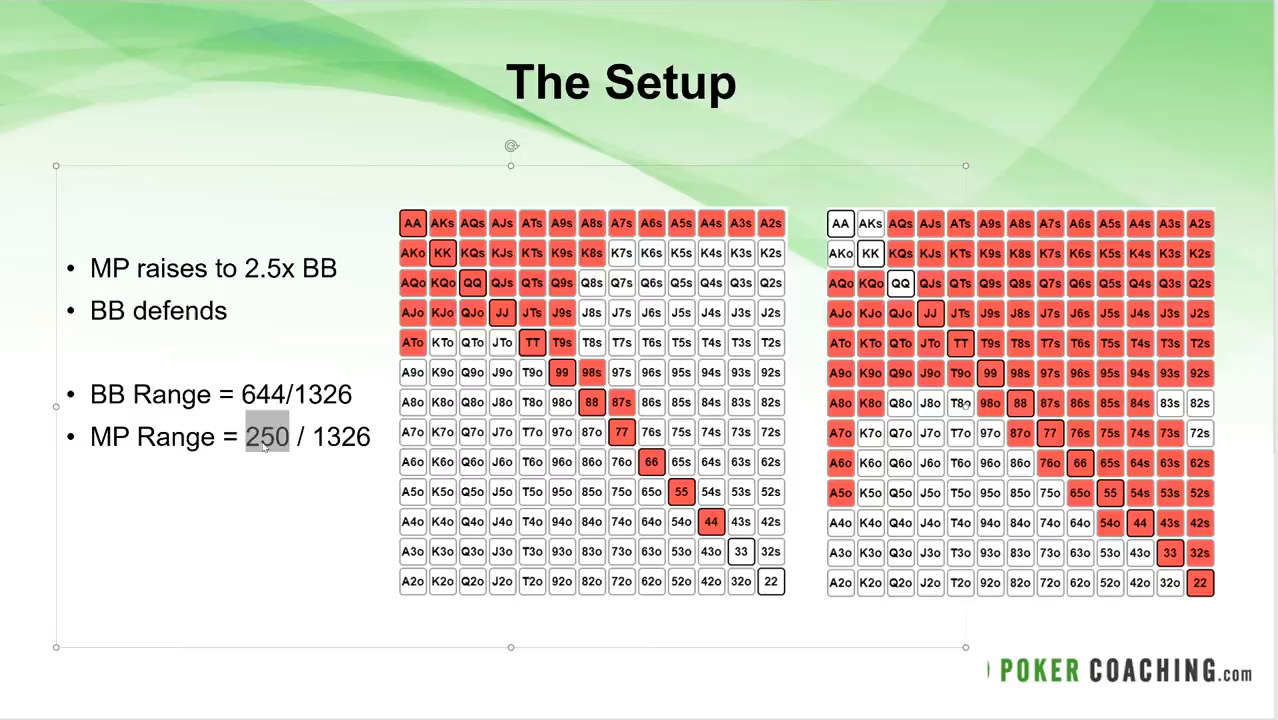 The Setup
• MP raises to 2.5x BB
• BB defends
• BB Range = 644/1326
• MP Range = 250 / 1326
AA AKs AQs AJs ATs A9s A8s A7s A6s A5s A4s A3s A2s
AKo KK KQs KJs KTs K9s K8s K7s K6s K5s K4s K3s K2s
AQo KQo QQ QJs QTs Q9s Q8s Q7s Q6s Q5s Q4s Q3s Q2s
AJo KJo QJo JJ JTs J9s J8s J7s J6s J5s J4s J3s J2s
ATo KTo QTo JTo TT T9s T8s T7s T6s T5s T4s T3s T2s
A9o K9o Q9o J9o T9o 99 98s 97s 96s 95s 94s 93s 92s
A8o K8o Q8o J8o T8o 98o 88 87s 86s 85s 84s 83s 82s
A7o K7o Q7o J7o T7o 97o 87o 77 76s 75s 74s 73s 72s
A6o K6o Q6o J6o T6o 96o 86o 76o 66 65s 64s 63s 62s
A5o K5o Q5o J5o T5o 95o 85o 75o 65o 55 54s 53s 52s
A4o K4o Q4o J4o T4o 94o 84o 74o 64o 54o 44 43s 42s
A3o K3o Q3o J3o T3o 93o 83o 73o 63o 53o 43o 33 32s
A2o K2o Q2o J2o T2o 92o 82o 72o 62o 52o 42o 32o 22
AA AKs AQs AJs ATs A9s A8s A7s A6s A5s A4s A3s A2s
AKo KK KQs KJs KTs K9s K8s K7s K6s K5s K4s K3s K2s
AQo KQo QQ QJs QTs Q9s Q8s Q7s Q6s Q5s Q4s Q3s Q2s
AJo KJo QJo JJ JTs J9s J8s J7s J6s J5s J4s J3s J2s
ATo KTo QTo JTo TT T9s T8s T7s T6s T5s T4s T3s T2s
A9o K9o Q9o J9o T9o 99 98s 97s 96s 95s 94s 93s 92s
A8o K8o Q8o J8o T8o 98o 88 87s 86s 85s 84s 83s 82s
A7o K7o Q7o J7o T7o 97o 87o 77 76s 75s 74s 73s 72s
A6o K6o Q6o J6o T6o 96o 86o 76o 66 65s 64s 63s 62s
A5o K5o Q5o J5o T5o 95o 85o 75o 65o 55 54s 53s 52s
A4o K4o Q4o J4o T4o 94o 84o 74o 64o 54o 44 43s 42s
A3o K3o Q3o J3o T3o 93o 83o 73o 63o 53o 43o 33 32s
A2o K2o Q2o J2o T2o 92o 82o 72o 62o 52o 42o 32o 22
POKER COACHING.com